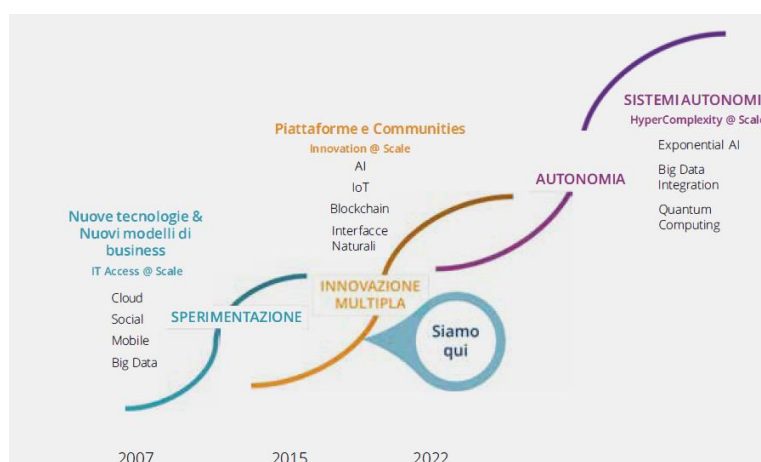 Nuove tecnologie &
Nuovi modelli di
business
IT Access @ Scale
Cloud
Social
Mobile
Big Data
SPERIMENTAZIONE
Piattaforme e Communities
Innovation @ Scale
AI
IoT
Blockchain
Interfacce
Naturali
INNOVAZIONE
MULTIPLA
Siamo
qui
AUTONOMIA
SISTEMI AUTONOMI
HyperComplexity @ Scale
Exponential AI
Big Data
Integration
Quantum
Computing
2007
2015
2022